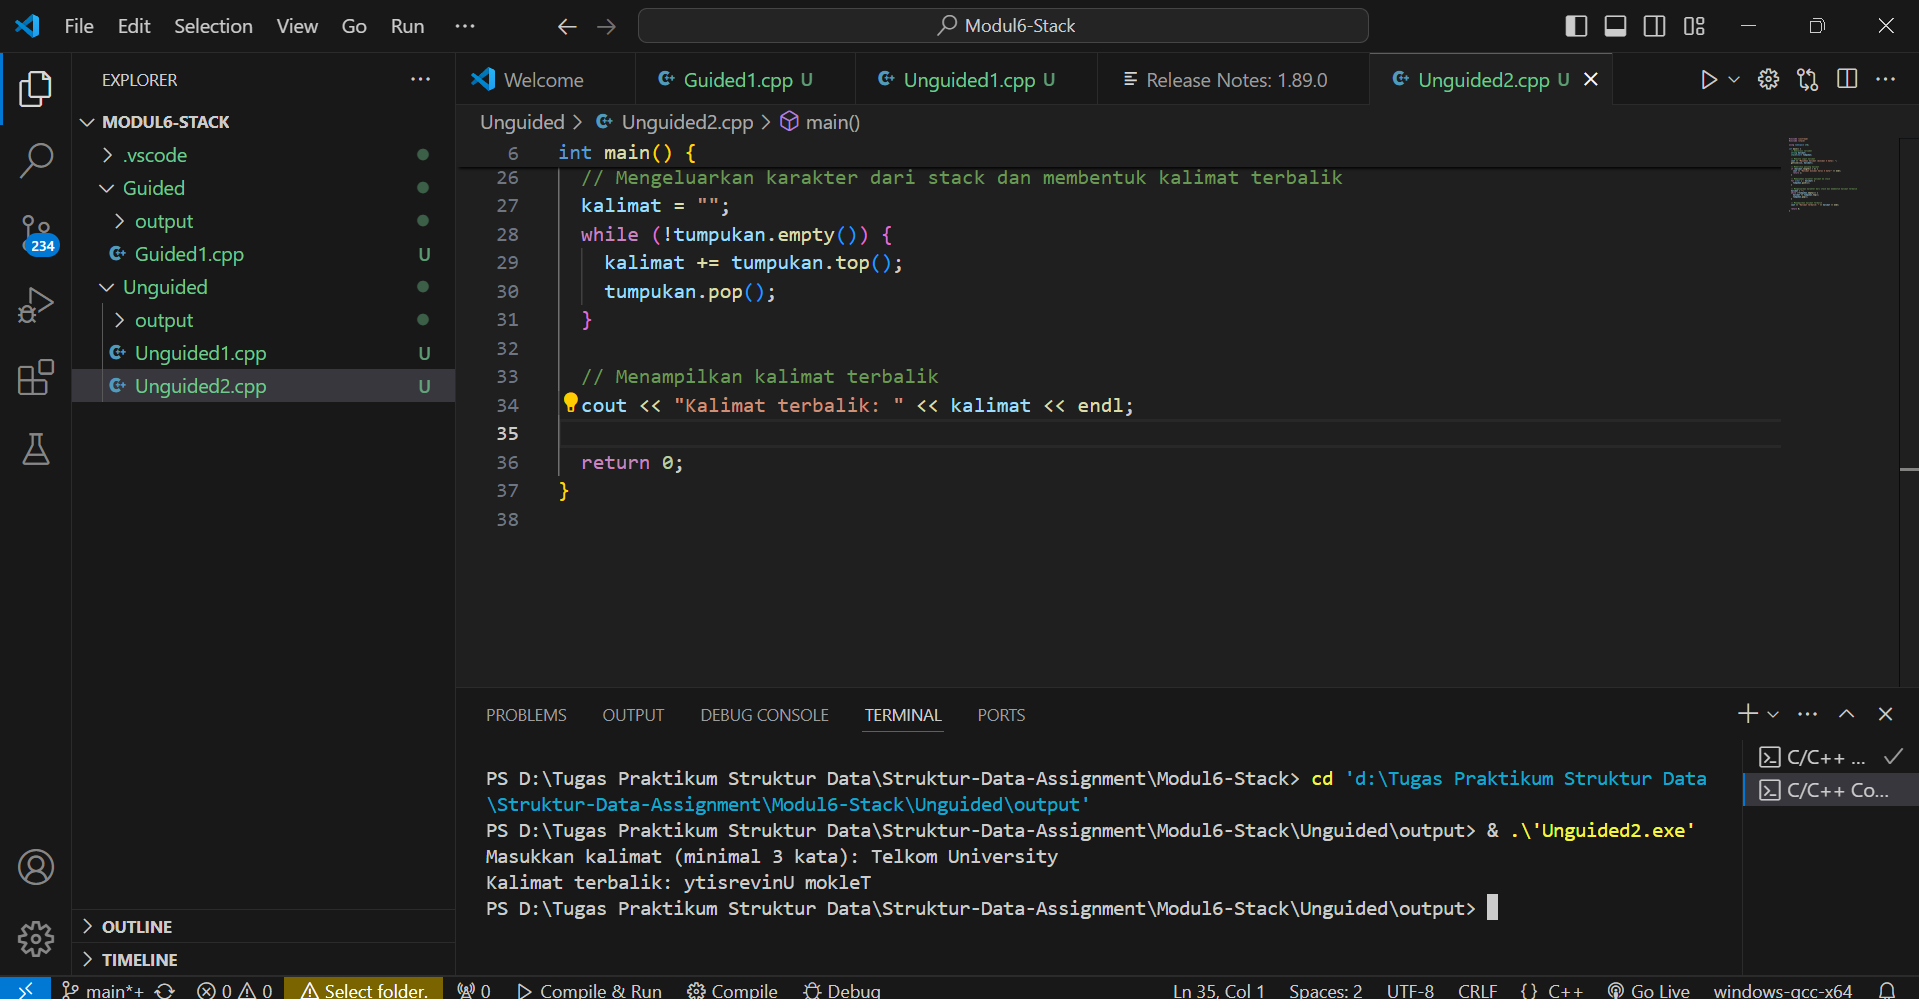 File Edit Selection View Go Run ··· Modul6-Stack
EXPLORER ···
MODUL6-STACK
.vscode
Guided
output
Guided1.cpp U
Unguided
output
Unguided1.cpp U
Unguided2.cpp U
234
OUTLINE
TIMELINE
Welcome Guided1.cpp U Unguided1.cpp U Release Notes: 1.89.0 Unguided2.cpp U
Unguided > Unguided2.cpp > main()
6 int main() {
26 // Mengeluarkan karakter dari stack dan membentuk kalimat terbalik
27 kalimat = "";
28 while (!tumpukan.empty()) {
29 kalimat += tumpukan.top();
30 tumpukan.pop();
31 }
32
33 // Menampilkan kalimat terbalik
34 cout << "Kalimat terbalik: " << kalimat << endl;
35
36 return 0;
37 }
38
PROBLEMS OUTPUT DEBUG CONSOLE TERMINAL PORTS
PS D:\Tugas Praktikum Struktur Data\Struktur-Data-Assignment\Modul6-Stack> cd 'd:\Tugas Praktikum Struktur Data
\Struktur-Data-Assignment\Modul6-Stack\Unguided\output'
PS D:\Tugas Praktikum Struktur Data\Struktur-Data-Assignment\Modul6-Stack\Unguided\output> & .\'Unguided2.exe'
Masukkan kalimat (minimal 3 kata): Telkom University
Kalimat terbalik: ytisrevinU mokleT
PS D:\Tugas Praktikum Struktur Data\Struktur-Data-Assignment\Modul6-Stack\Unguided\output>
C/C++ ...
C/C++ Co...
main*+ 0 0 Select folder. 0 Compile & Run Compile Debug Ln 35, Col 1 Spaces: 2 UTF-8 CRLF {} C++ Go Live windows-gcc-x64